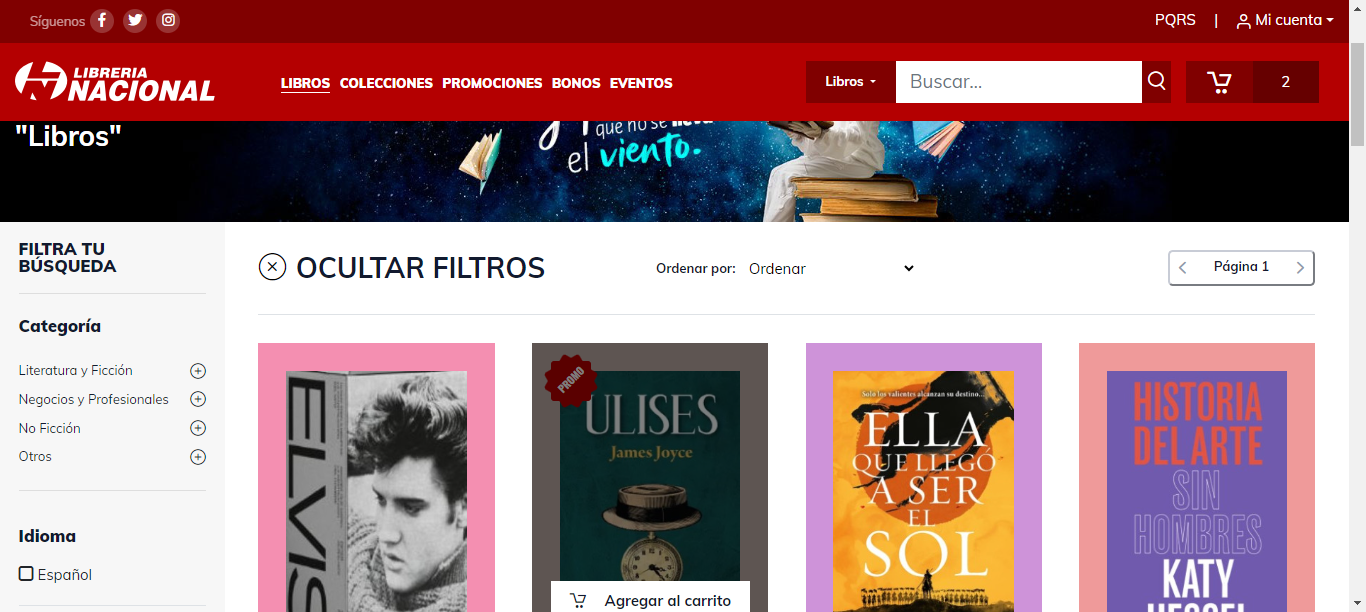 Síguenos
PQRS | Mi cuenta
LIBRERIA
NACIONAL
LIBROS COLECCIONES PROMOCIONES BONOS EVENTOS
Libros
Buscar...
2
"Libros"
que no se
el viento.
FILTRA TU
BÚSQUEDA
OCULTAR FILTROS
Ordenar por: Ordenar
Página 1
Categoría
Literatura y Ficción
Negocios y Profesionales
No Ficción
Otros
Idioma
Español
ELVIS
PROMO
ULISES
James Joyce
Agregar al carrito
Solo los valientes alcanzan su destino...
ELLA
QUE LLEGÓ
A SER
EL
SOL
HISTORIA
DEL ARTE
SIN
HOMBRES
KATY